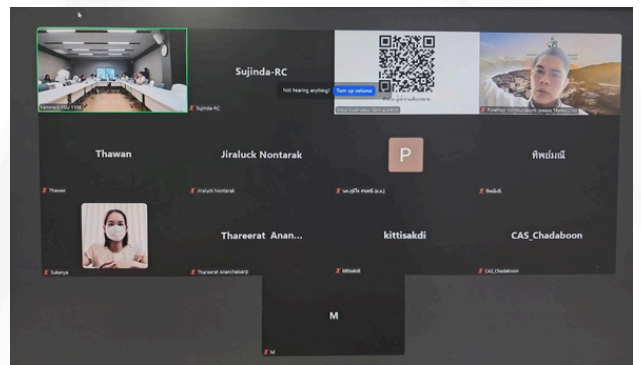 Sujinda-RC
Not hearing anything?
Turn up volume
Sujinda-RC
Thawan
Jiraluck Nontarak
P
ทิพย์มณี
Thawan
Jiraluck Nontarak
ทิพย์มณี
Thareerat Anan...
kittisakdi
CAS_Chadaboon
Sukanya
Thareerat Ananchaisarp
kittisakdi
CAS_Chadaboon
M
M